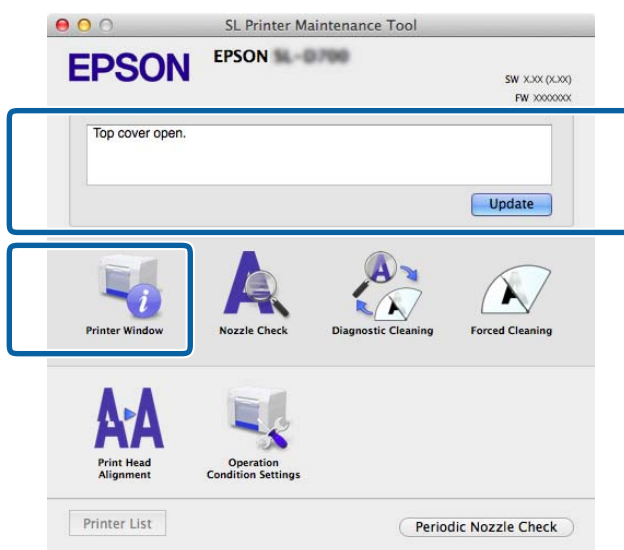 SL Printer Maintenance Tool
EPSON
EPSON
SW X.XX (X.XX)
FW XXXXXXX
Top cover open.
Update
Printer Window
Nozzle Check
Diagnostic Cleaning
Forced Cleaning
Print Head
Alignment
Operation
Condition Settings
Printer List
Periodic Nozzle Check